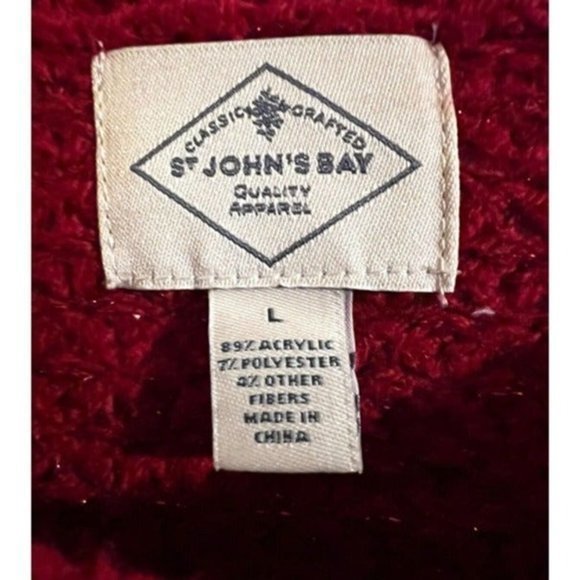 CLASSIC CRAFTED
ST JOHN'S BAY
QUALITY
APPAREL
L
89% ACRYLIC
7% POLYESTER
4% OTHER
FIBERS
MADE IN
CHINA